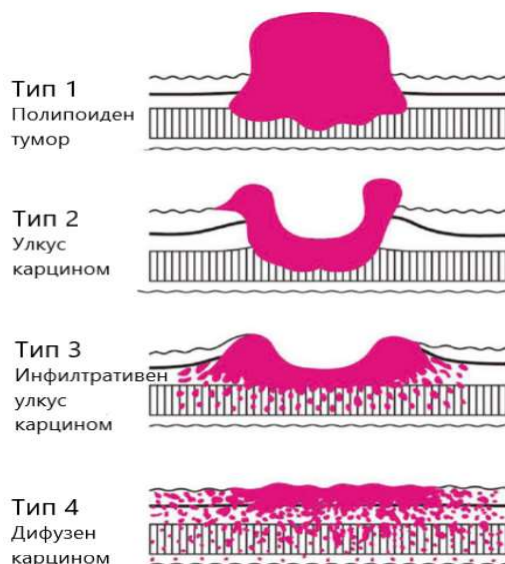 Тип 1
Полипоиден
тумор
Тип 2
Улкус
карцином
Тип 3
Инфилтративен
улкус
карцином
Тип 4
Дифузен
карцином